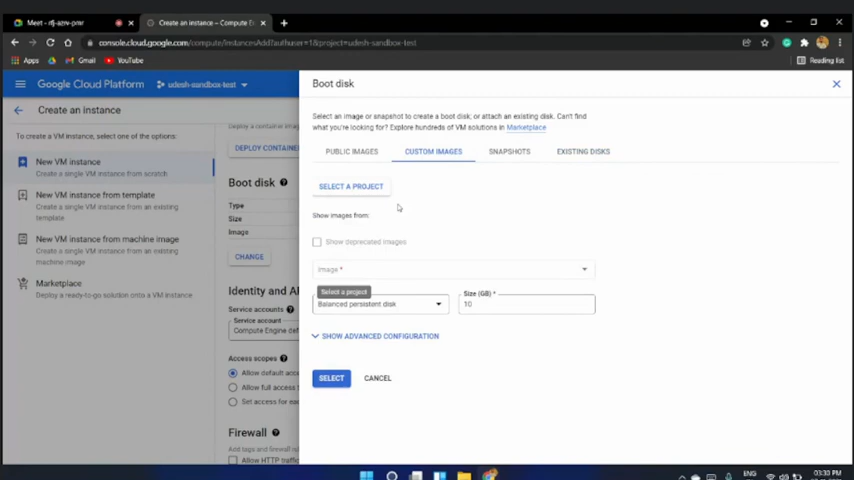 Meet - rfj-azrv-pmr
Create an instance – Compute E
console.cloud.google.com/compute/instancesAdd?authuser=1&project=udesh-sandbox-test
Apps
Gmail
YouTube
Reading list
Google Cloud Platform
udesh-sandbox-test
Create an instance
To create a VM instance, select one of the options:
New VM instance
Create a single VM instance from scratch
New VM instance from template
Create a single VM instance from an existing
template
New VM instance from machine image
Create a single VM instance from an existing
machine image
Marketplace
Deploy a ready-to-go solution onto a VM instance
Deploy a container image
DEPLOY CONTAINER
Boot disk
Type
Size
Image
CHANGE
Identity and AP
Service accounts
Service account
Compute Engine def
Access scopes
Allow default acce
Allow full access t
Set access for eac
Firewall
Add tags and firewall ru
Allow HTTP traffic
Boot disk
Select an image or snapshot to create a boot disk; or attach an existing disk. Can't find
what you're looking for? Explore hundreds of VM solutions in Marketplace
PUBLIC IMAGES
CUSTOM IMAGES
SNAPSHOTS
EXISTING DISKS
SELECT A PROJECT
Show images from:
Show deprecated images
Image *
Select a project
Balanced persistent disk
Size (GB) *
10
SHOW ADVANCED CONFIGURATION
SELECT
CANCEL
ENG
03:30 PM